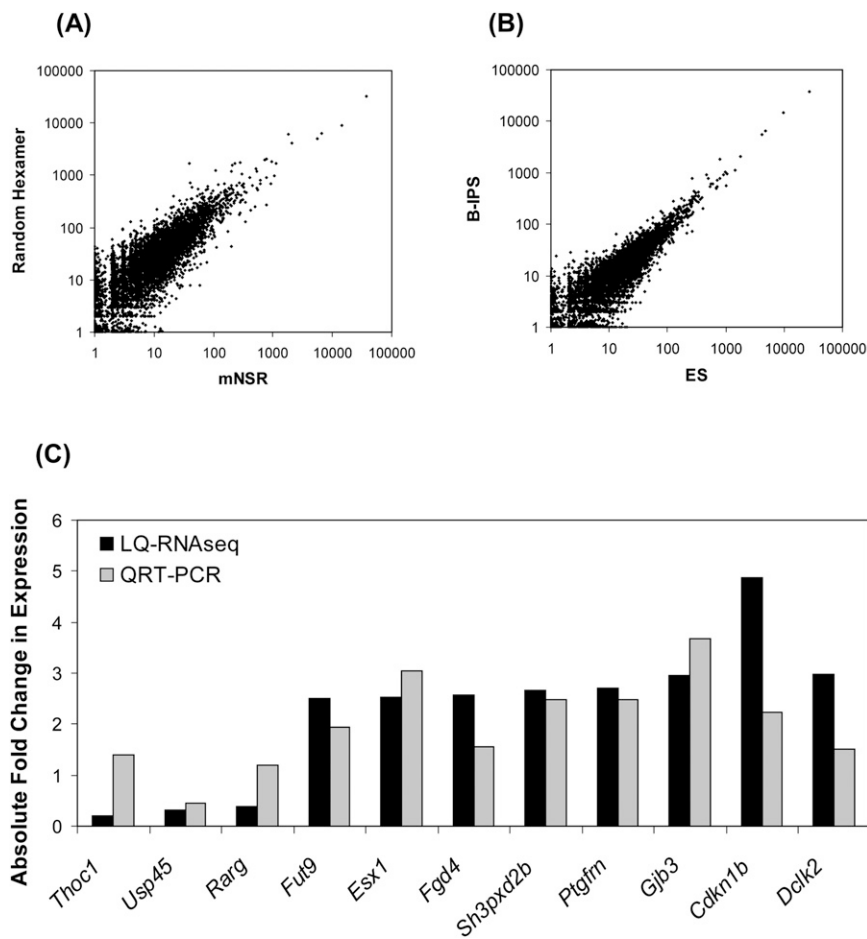 (A)
Random Hexamer
100000
10000
1000
100
10
1
1 10 100 1000 10000 100000
mNSR
(B)
B-IPS
100000
10000
1000
100
10
1
1 10 100 1000 10000 100000
ES
(C)
Absolute Fold Change in Expression
6
5
4
3
2
1
0
LQ-RNAseq
QRT-PCR
Thoc1
Usp45
Rarg
Fut9
Esx1
Fgd4
Sh3pxd2b
Ptgfrn
Gjb3
Cdkn1b
Dclk2